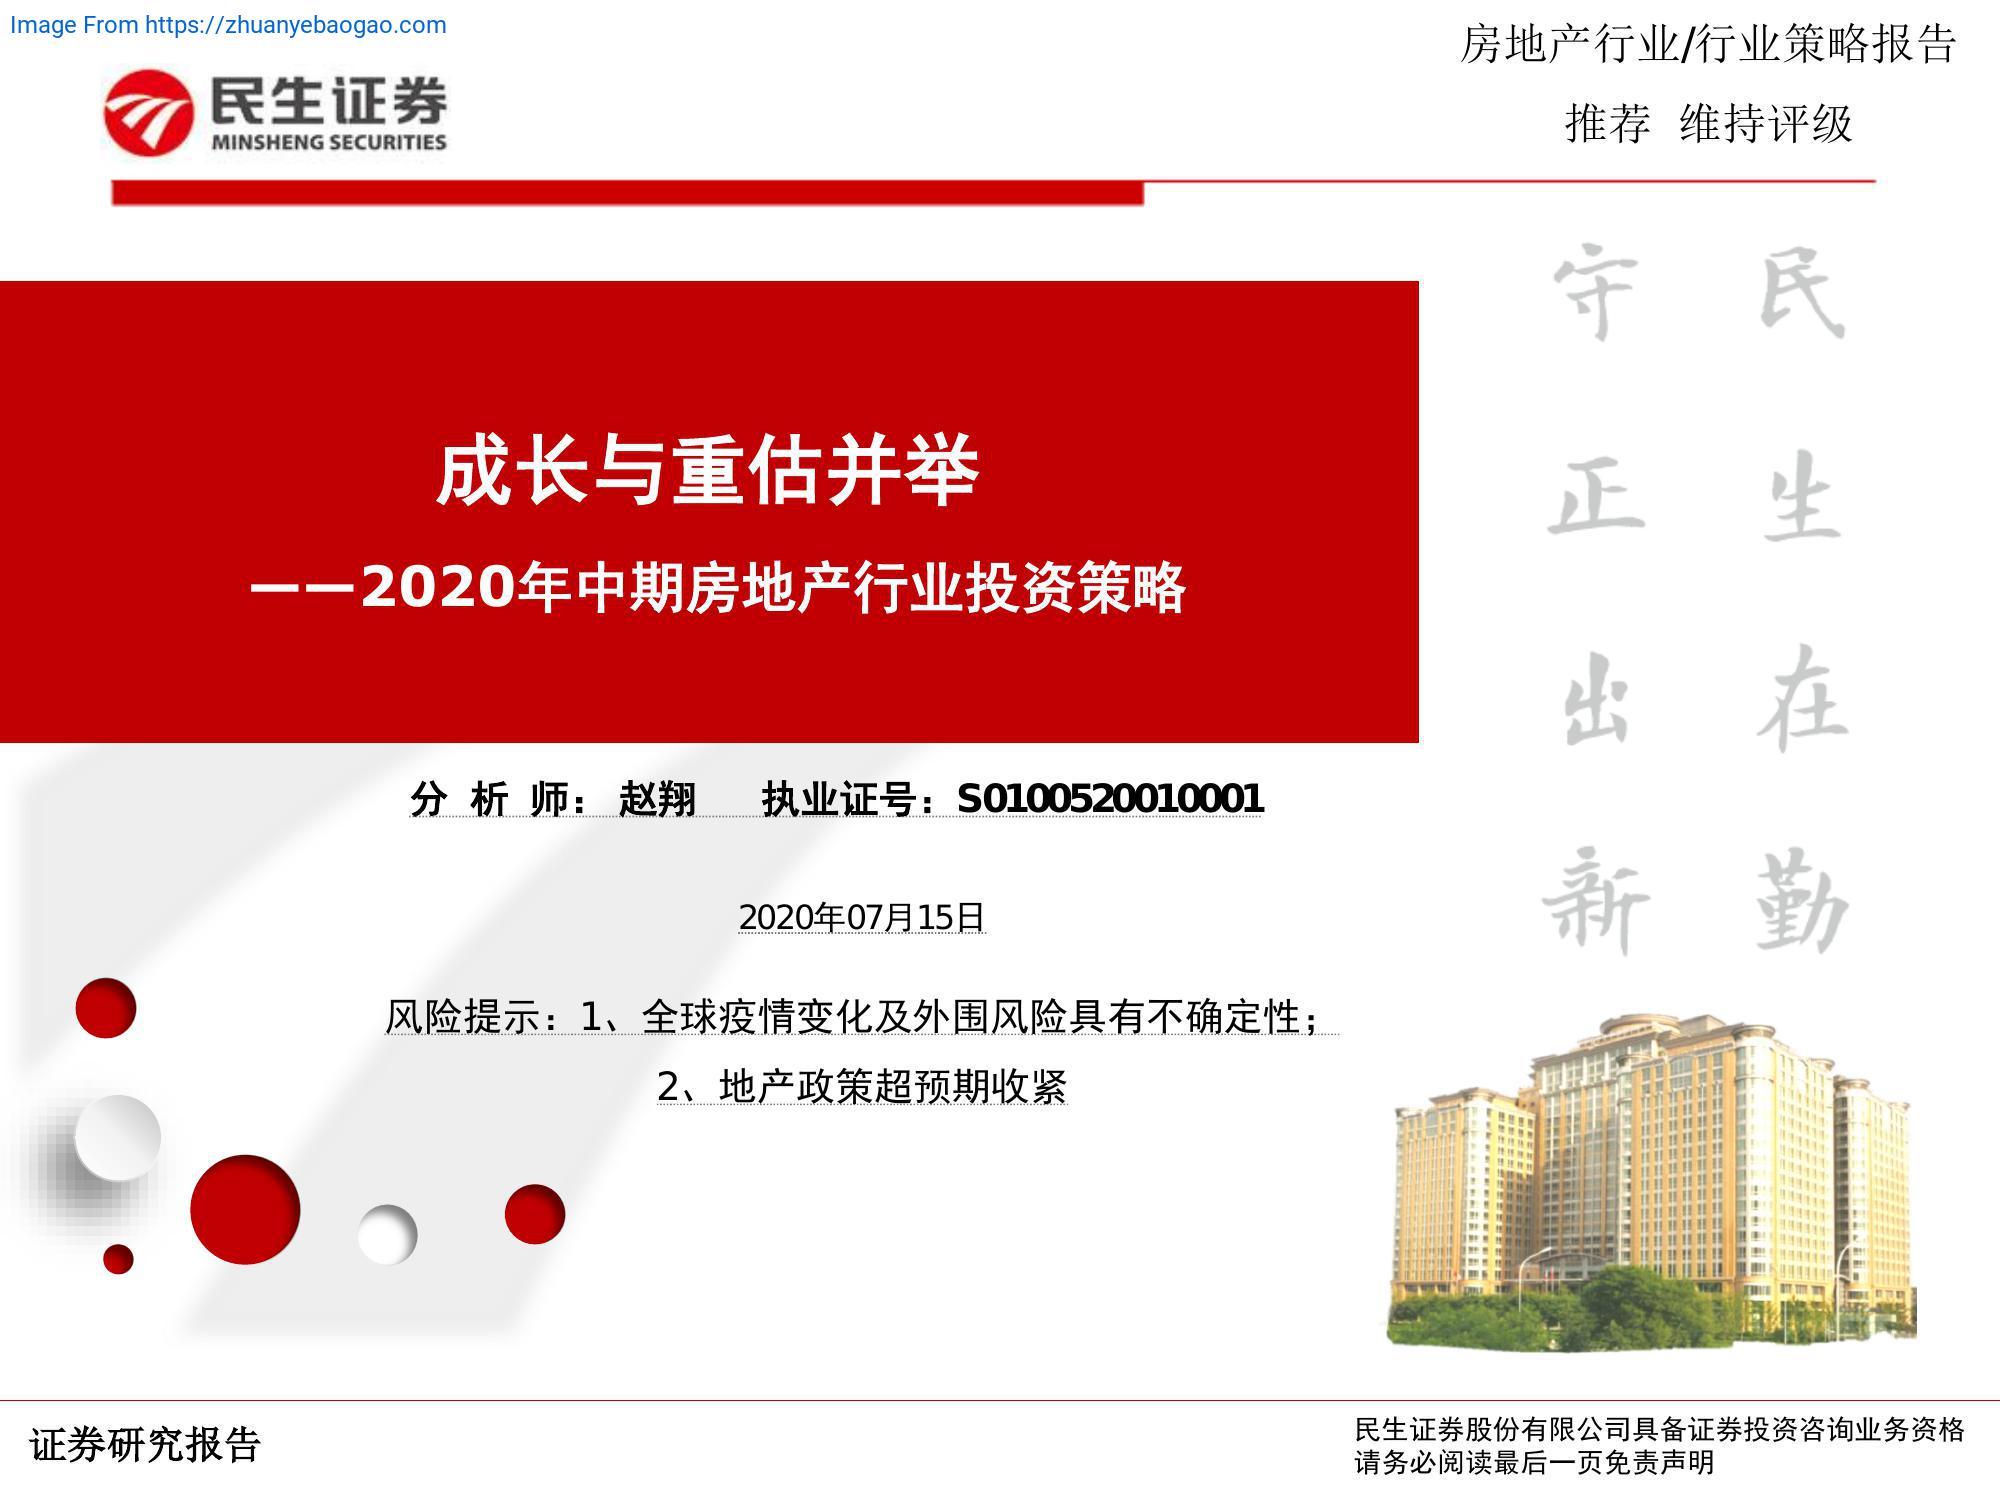 Image From https://zhuanyebaogao.com
房地产行业/行业策略报告
推荐 维持评级
民生证券
MINSHENG SECURITIES
成长与重估并举
——2020年中期房地产行业投资策略
民生在勤
守正出新
分 析 师： 赵翔 执业证号：S0100520010001
2020年07月15日
风险提示：1、全球疫情变化及外围风险具有不确定性；
2、地产政策超预期收紧
证券研究报告
民生证券股份有限公司具备证券投资咨询业务资格
请务必阅读最后一页免责声明